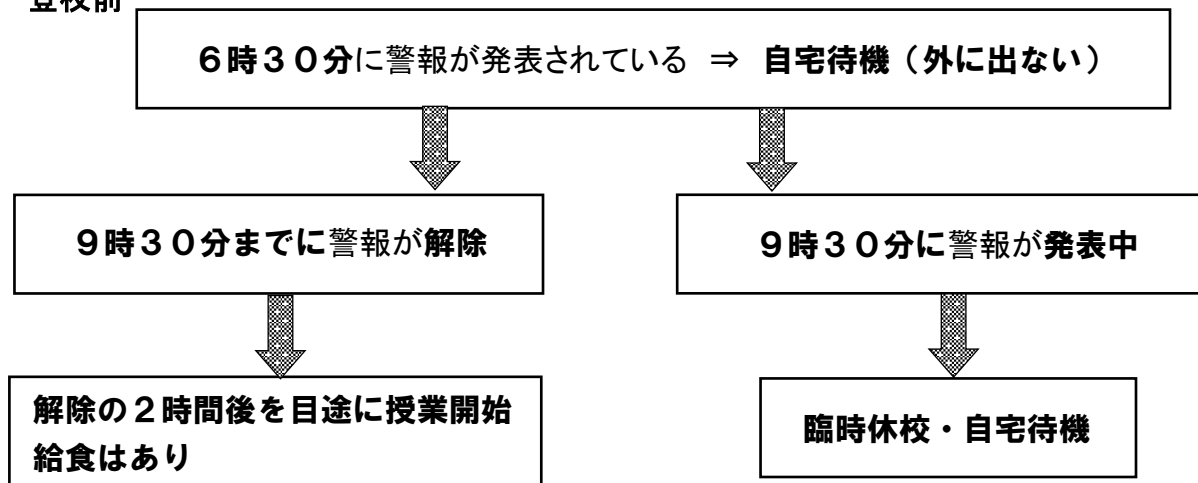 登校前
６時３０分に警報が発表されている ⇒ 自宅待機（外に出ない）
９時３０分までに警報が解除
９時３０分に警報が発表中
解除の２時間後を目途に授業開始
給食はあり
臨時休校・自宅待機